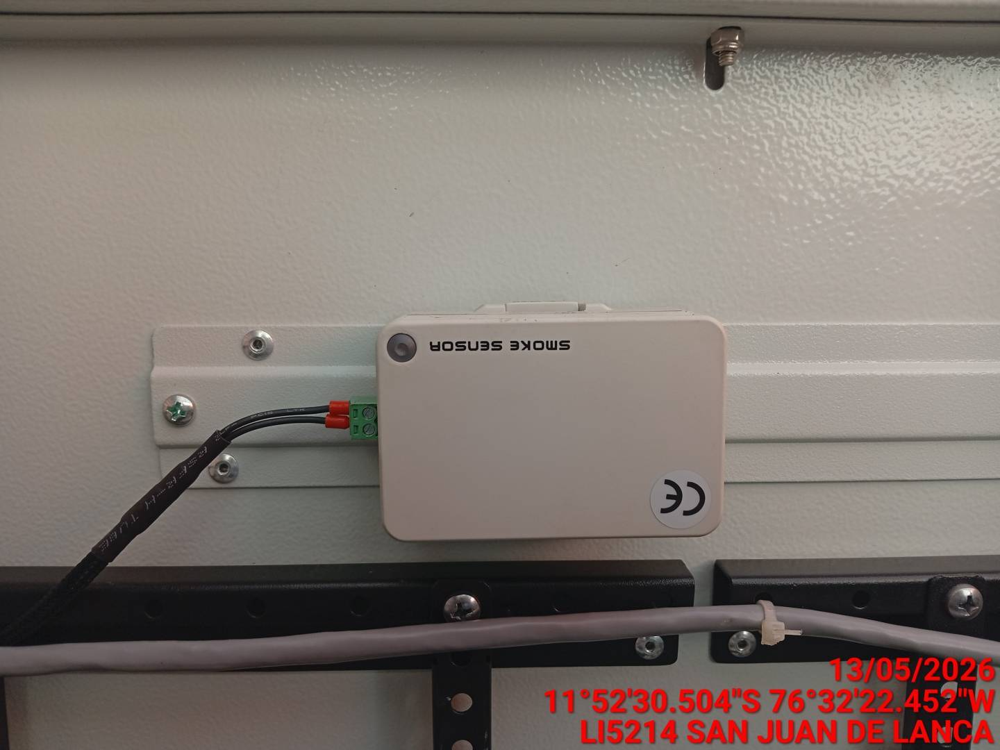 SMOKE SENSOR
CE
13/05/2026
11°52'30.504"S 76°32'22.452"W
LI5214 SAN JUAN DE LANCA